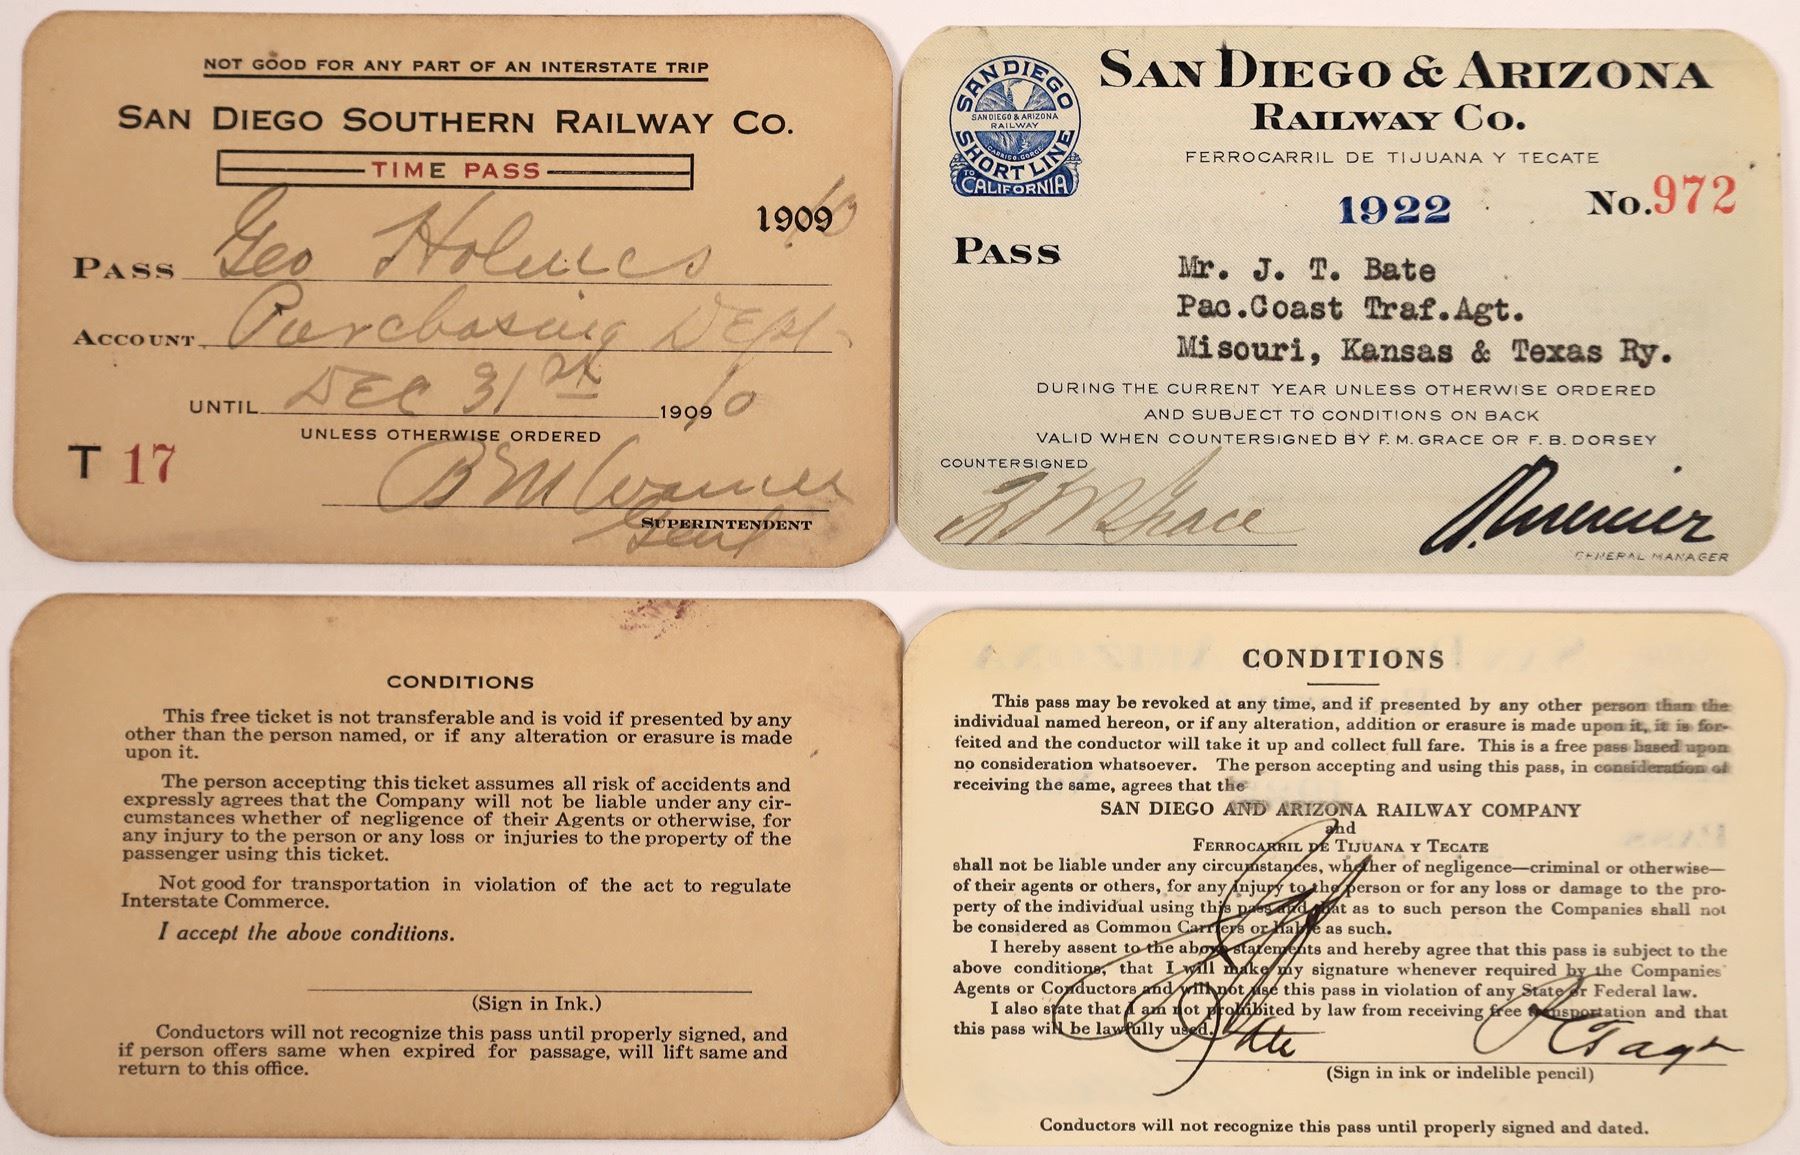 NOT GOOD FOR ANY PART OF AN INTERSTATE TRIP
SAN DIEGO SOUTHERN RAILWAY CO.
TIME PASS
1909 10
PASS Geo Holmes
ACCOUNT Purchasing Dept.
UNTIL DEC 31st 1909 10
UNLESS OTHERWISE ORDERED
T 17
B M Warner
SUPERINTENDENT
Genl
SAN DIEGO & ARIZONA
RAILWAY CO.
FERROCARRIL DE TIJUANA Y TECATE
SAN DIEGO
SAN DIEGO & ARIZONA
RAILWAY
CARRISO GORGE
SHORT LINE
TO
CALIFORNIA
1922
No. 972
PASS
Mr. J. T. Bate
Pac.Coast Traf.Agt.
Misouri, Kansas & Texas Ry.
DURING THE CURRENT YEAR UNLESS OTHERWISE ORDERED
AND SUBJECT TO CONDITIONS ON BACK
VALID WHEN COUNTERSIGNED BY F. M. GRACE OR F. B. DORSEY
COUNTERSIGNED
Grace
GENERAL MANAGER
CONDITIONS
This free ticket is not transferable and is void if presented by any
other than the person named, or if any alteration or erasure is made
upon it.
The person accepting this ticket assumes all risk of accidents and
expressly agrees that the Company will not be liable under any cir-
cumstances whether of negligence of their Agents or otherwise, for
any injury to the person or any loss or injuries to the property of the
passenger using this ticket.
Not good for transportation in violation of the act to regulate
Interstate Commerce.
I accept the above conditions.
(Sign in Ink.)
Conductors will not recognize this pass until properly signed, and
if person offers same when expired for passage, will lift same and
return to this office.
CONDITIONS
This pass may be revoked at any time, and if presented by any other person than the
individual named hereon, or if any alteration, addition or erasure is made upon it, it is for-
feited and the conductor will take it up and collect full fare. This is a free pass based upon
no consideration whatsoever. The person accepting and using this pass, in consideration of
receiving the same, agrees that the
SAN DIEGO AND ARIZONA RAILWAY COMPANY
and
FERROCARRIL DE TIJUANA Y TECATE
shall not be liable under any circumstances, whether of negligence—criminal or otherwise—
of their agents or others, for any injury to the person or for any loss or damage to the pro-
perty of the individual using this pass and that as to such person the Companies shall not
be considered as Common Carriers or liable as such.
I hereby assent to the above statements and hereby agree that this pass is subject to the
above conditions, that I will make my signature whenever required by the Companies'
Agents or Conductors and will not use this pass in violation of any State or Federal law.
I also state that I am not prohibited by law from receiving free transportation and that
this pass will be lawfully used.
(Sign in ink or indelible pencil)
Conductors will not recognize this pass until properly signed and dated.